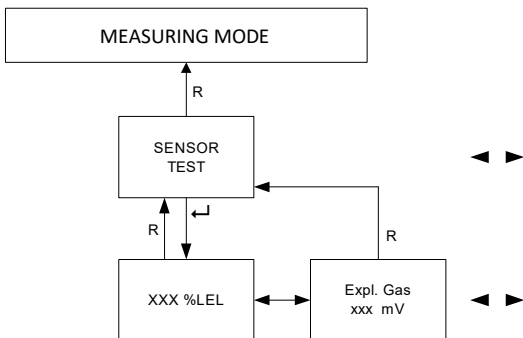 MEASURING MODE
R
SENSOR
TEST
R
R
XXX %LEL
Expl. Gas
xxx mV